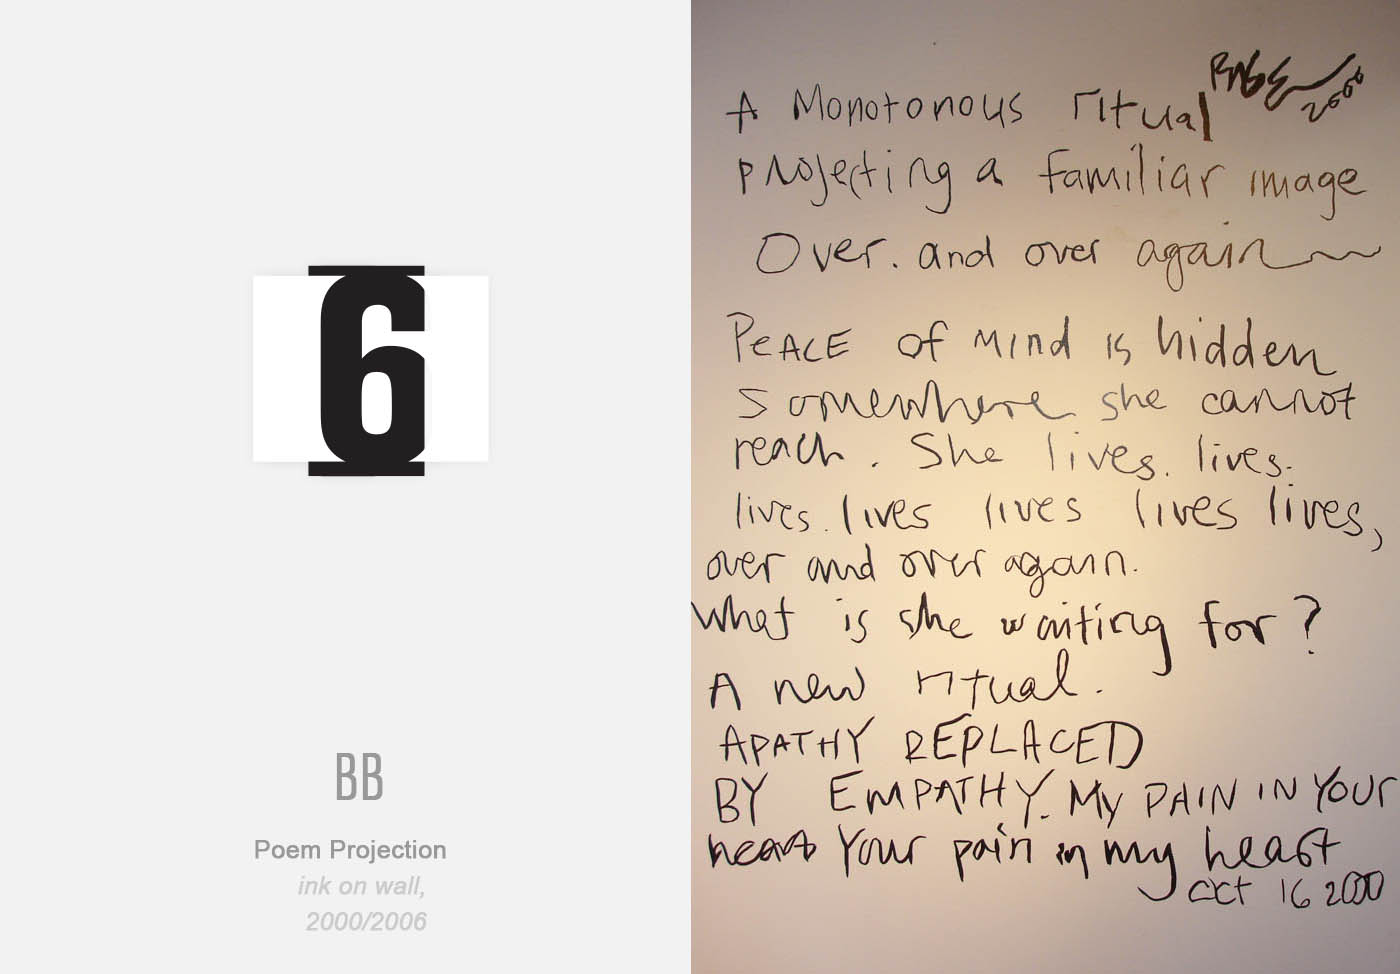 6
BB
Poem Projection
ink on wall,
2000/2006
A Monotonous ritual
projecting a familiar image
Over. and over again
PeACE of MIND is hidden
somewhere she cannot
reach. She lives. lives.
lives. lives lives lives lives,
over and over again.
What is she waiting for?
A new ritual.
APATHY REPLACED
BY EMPATHY. My PAIN IN YOUr
heart Your pain in my heart
oct 16 2000